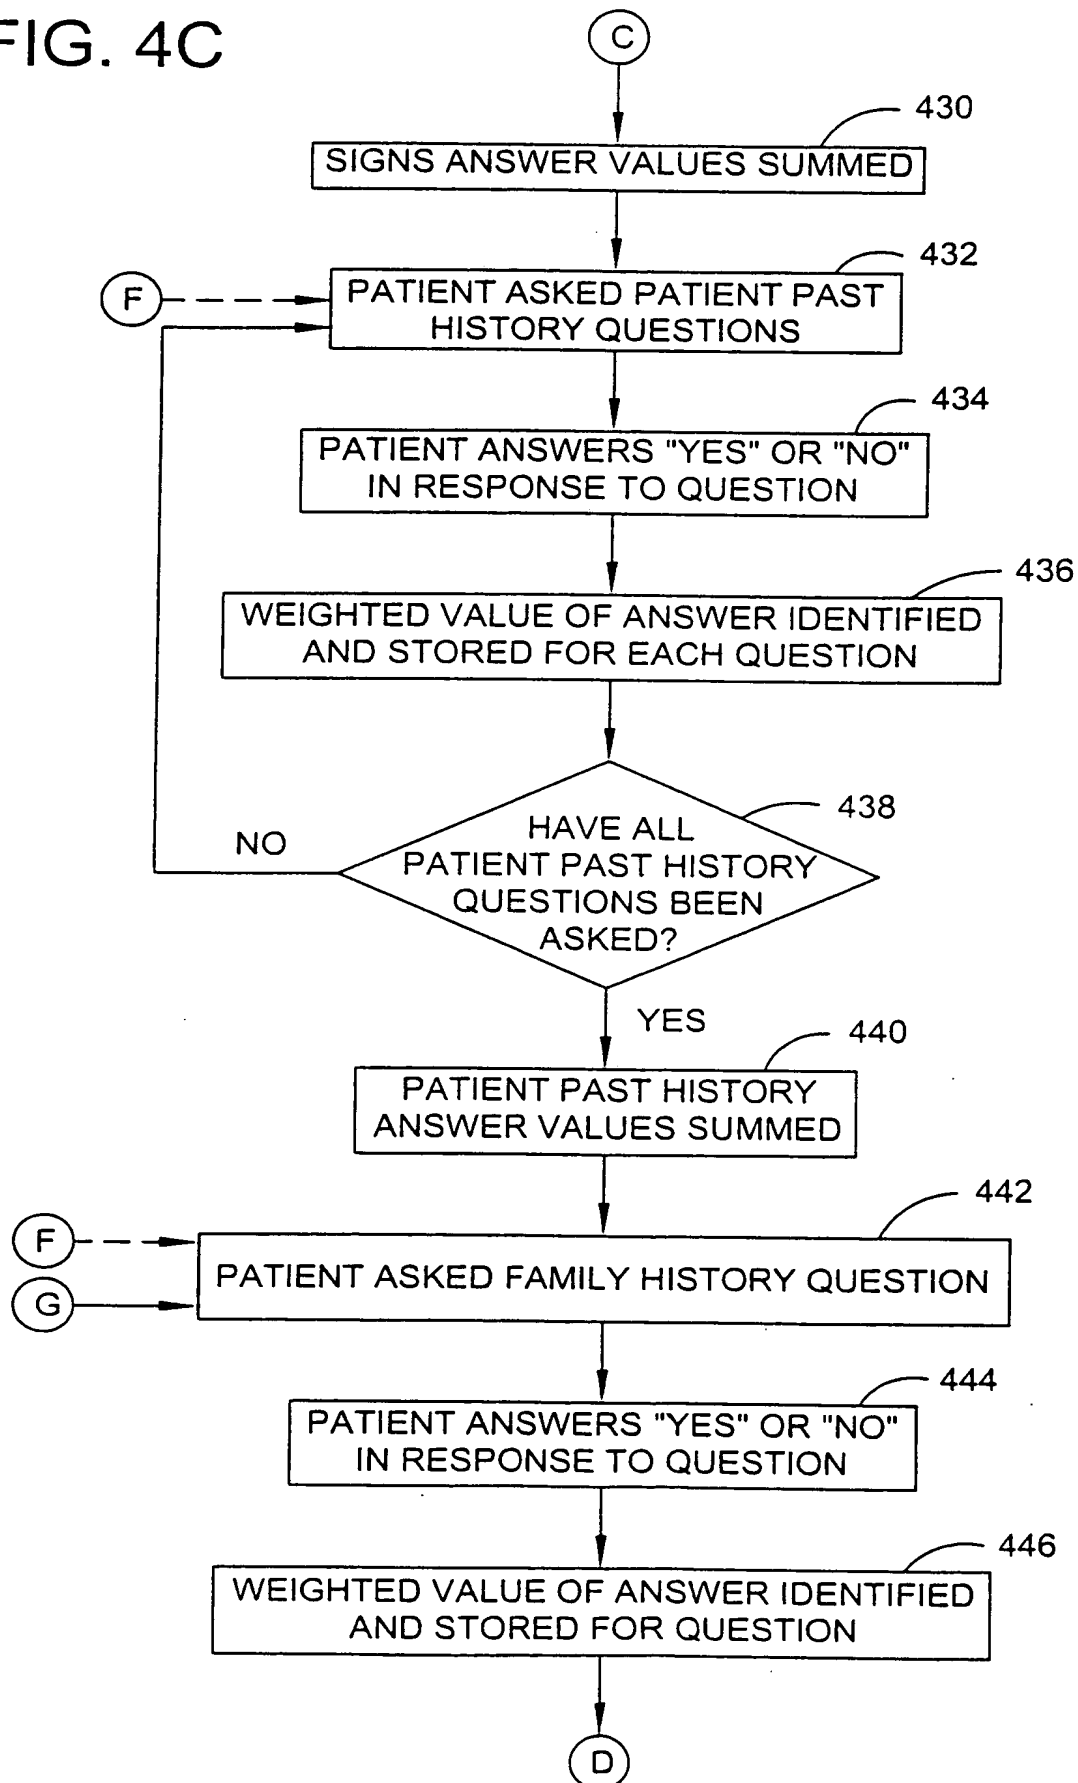 FIG. 4C
C
430
SIGNS ANSWER VALUES SUMMED
432
F
PATIENT ASKED PATIENT PAST
HISTORY QUESTIONS
434
PATIENT ANSWERS "YES" OR "NO"
IN RESPONSE TO QUESTION
436
WEIGHTED VALUE OF ANSWER IDENTIFIED
AND STORED FOR EACH QUESTION
438
NO
HAVE ALL
PATIENT PAST HISTORY
QUESTIONS BEEN
ASKED?
YES
440
PATIENT PAST HISTORY
ANSWER VALUES SUMMED
442
F
G
PATIENT ASKED FAMILY HISTORY QUESTION
444
PATIENT ANSWERS "YES" OR "NO"
IN RESPONSE TO QUESTION
446
WEIGHTED VALUE OF ANSWER IDENTIFIED
AND STORED FOR QUESTION
D